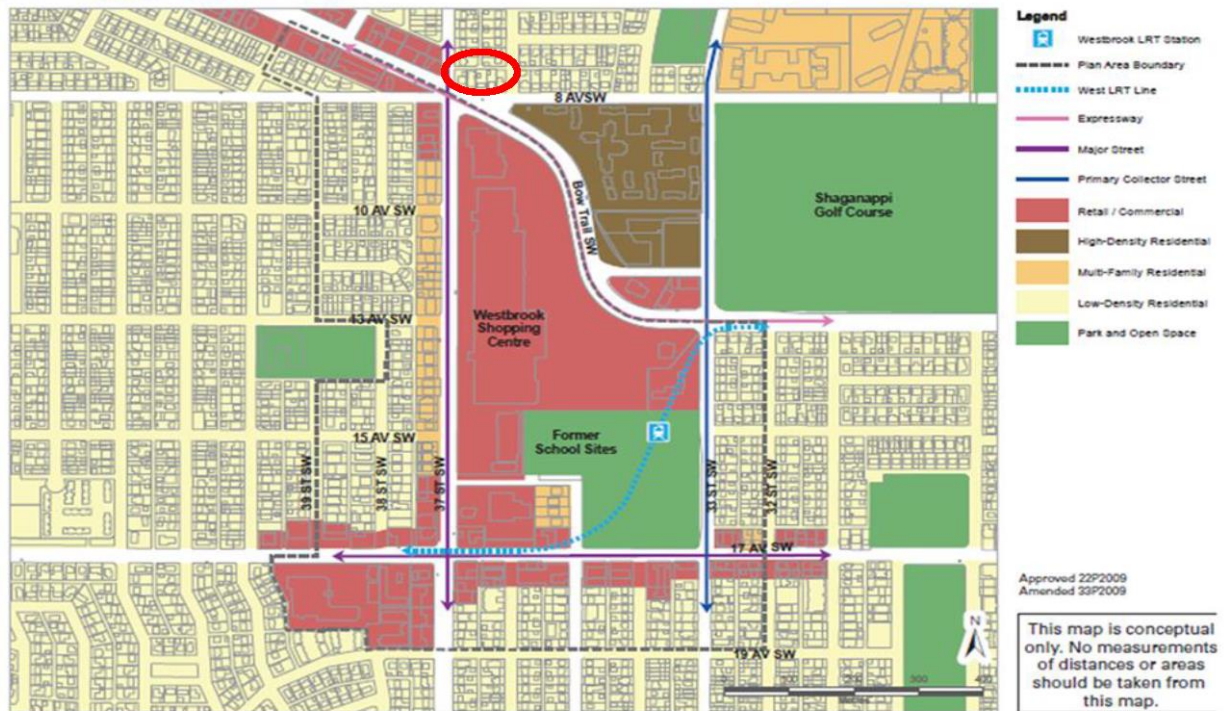 8 AVSW
Bow Trail SW
Shaganappi
Golf Course
10 AV SW
Westbrook
Shopping
Centre
13 AV SW
15 AV SW
Former
School Sites
39 ST SW
38 ST SW
37 ST SW
33 ST SW
32 ST SW
17 AV SW
19 AV SW
N
0 100 200 300 400
Legend
Westbrook LRT Station
Plan Area Boundary
West LRT Line
Expressway
Major Street
Primary Collector Street
Retail / Commercial
High-Density Residential
Multi-Family Residential
Low-Density Residential
Park and Open Space
Approved 22P2009
Amended 33P2009
This map is conceptual
only. No measurements
of distances or areas
should be taken from
this map.